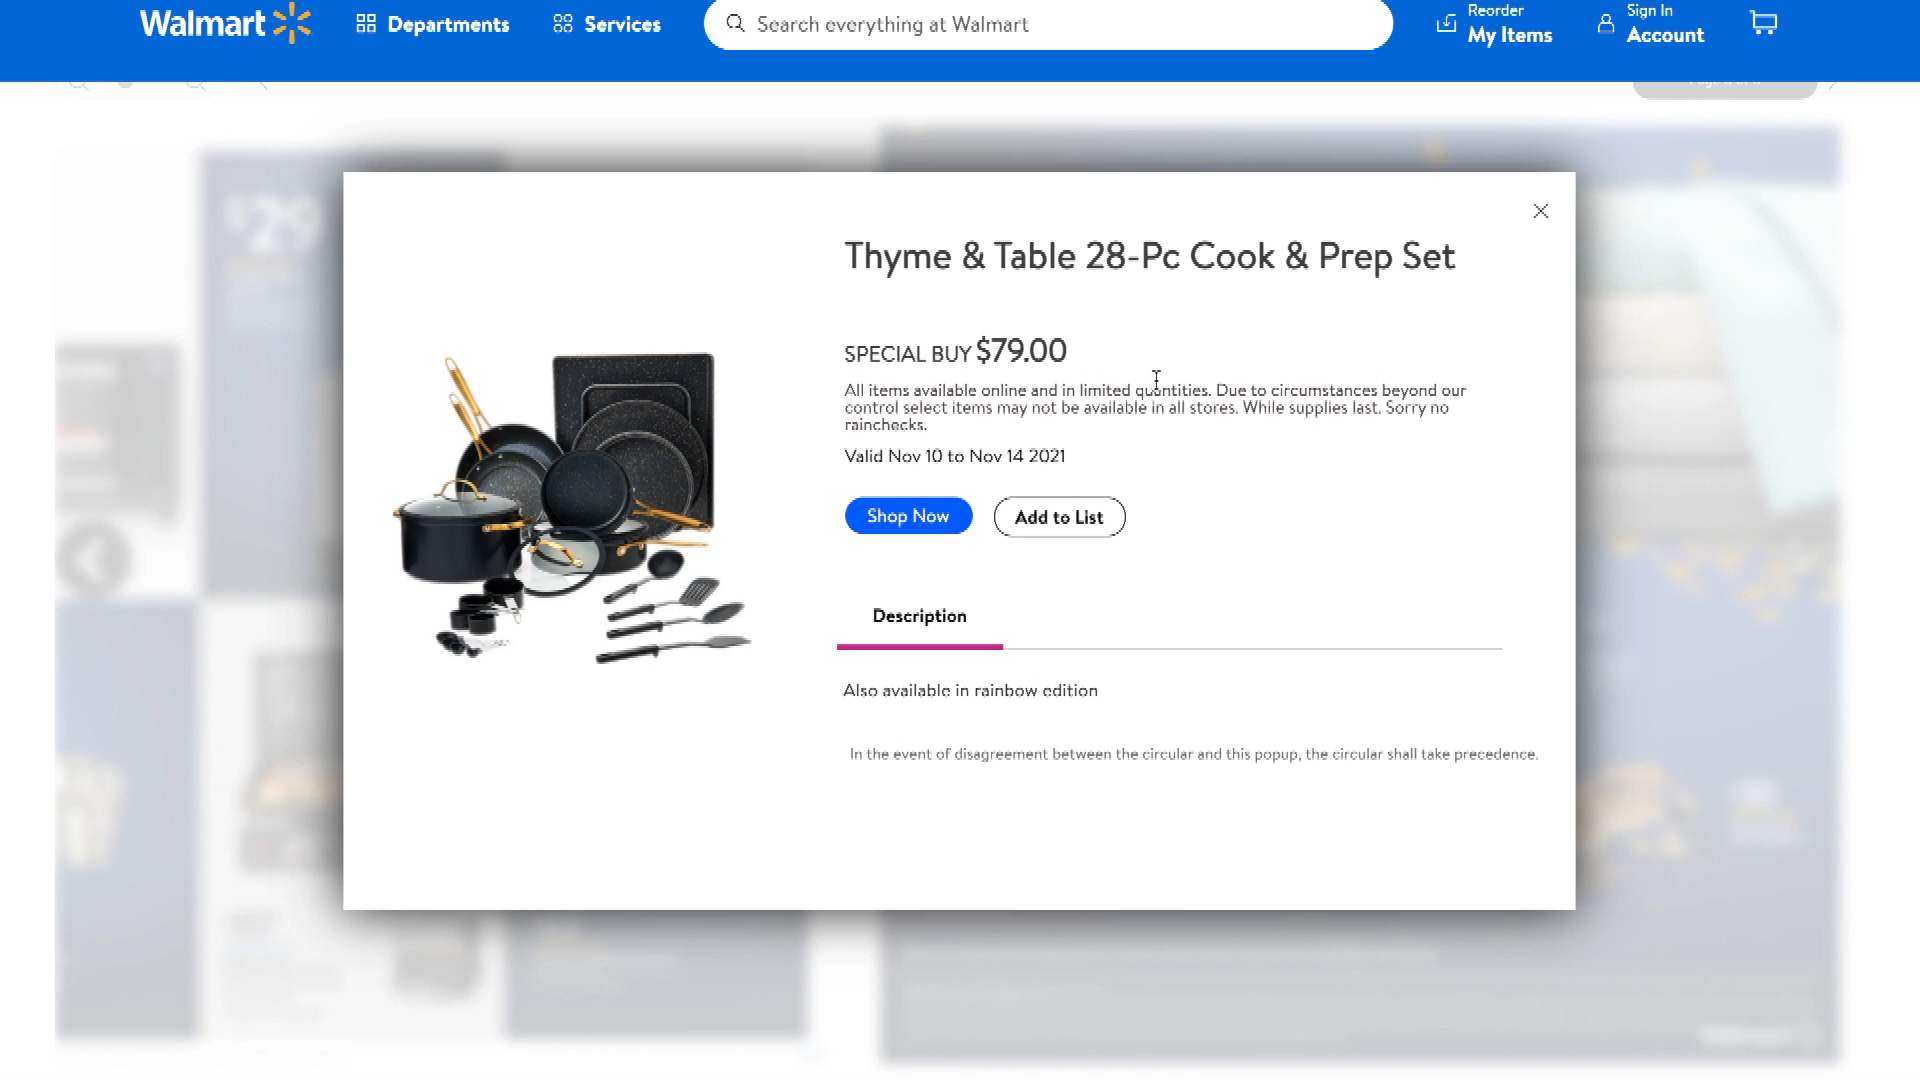 Walmart
Departments
Services
Search everything at Walmart
Reorder
My Items
Sign In
Account
$29
Thyme & Table 28-Pc Cook & Prep Set
SPECIAL BUY $79.00
All items available online and in limited quantities. Due to circumstances beyond our
control select items may not be available in all stores. While supplies last. Sorry no
rainchecks.
Valid Nov 10 to Nov 14 2021
Shop Now
Add to List
Description
Also available in rainbow edition
In the event of disagreement between the circular and this popup, the circular shall take precedence.